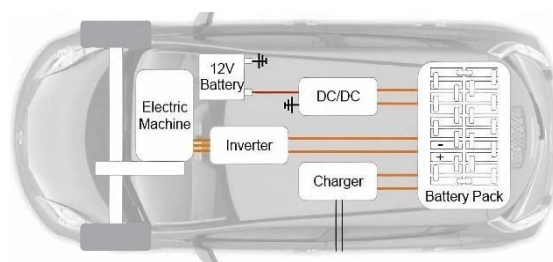 12V
Battery
Electric
Machine
DC/DC
Inverter
Charger
-
+
Battery Pack